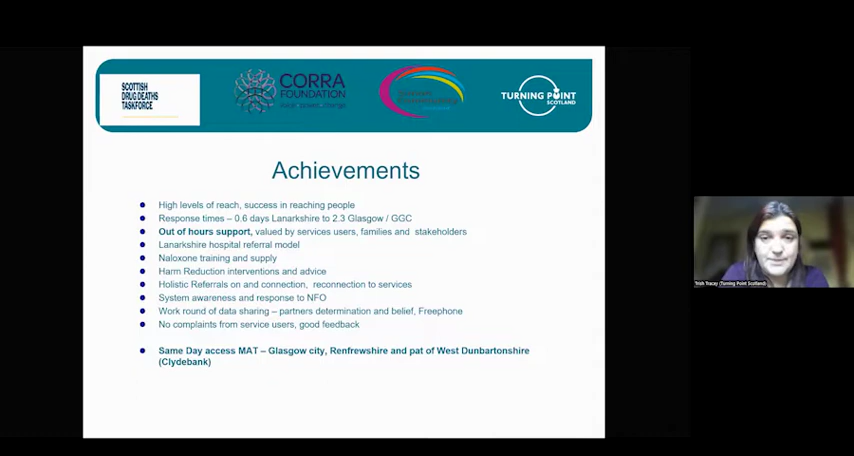 SCOTTISH
DRUG DEATHS
TASKFORCE
CORRA
FOUNDATION
TURNING POINT
SCOTLAND
Achievements
High levels of reach, success in reaching people
Response times – 0.6 days Lanarkshire to 2.3 Glasgow / GGC
Out of hours support, valued by services users, families and stakeholders
Lanarkshire hospital referral model
Naloxone training and supply
Harm Reduction interventions and advice
Holistic Referrals on and connection, reconnection to services
System awareness and response to NFO
Work round of data sharing – partners determination and belief, Freephone
No complaints from service users, good feedback
Same Day access MAT – Glasgow city, Renfrewshire and pat of West Dunbartonshire
(Clydebank)
Trish Tracey (Turning Point Scotland)